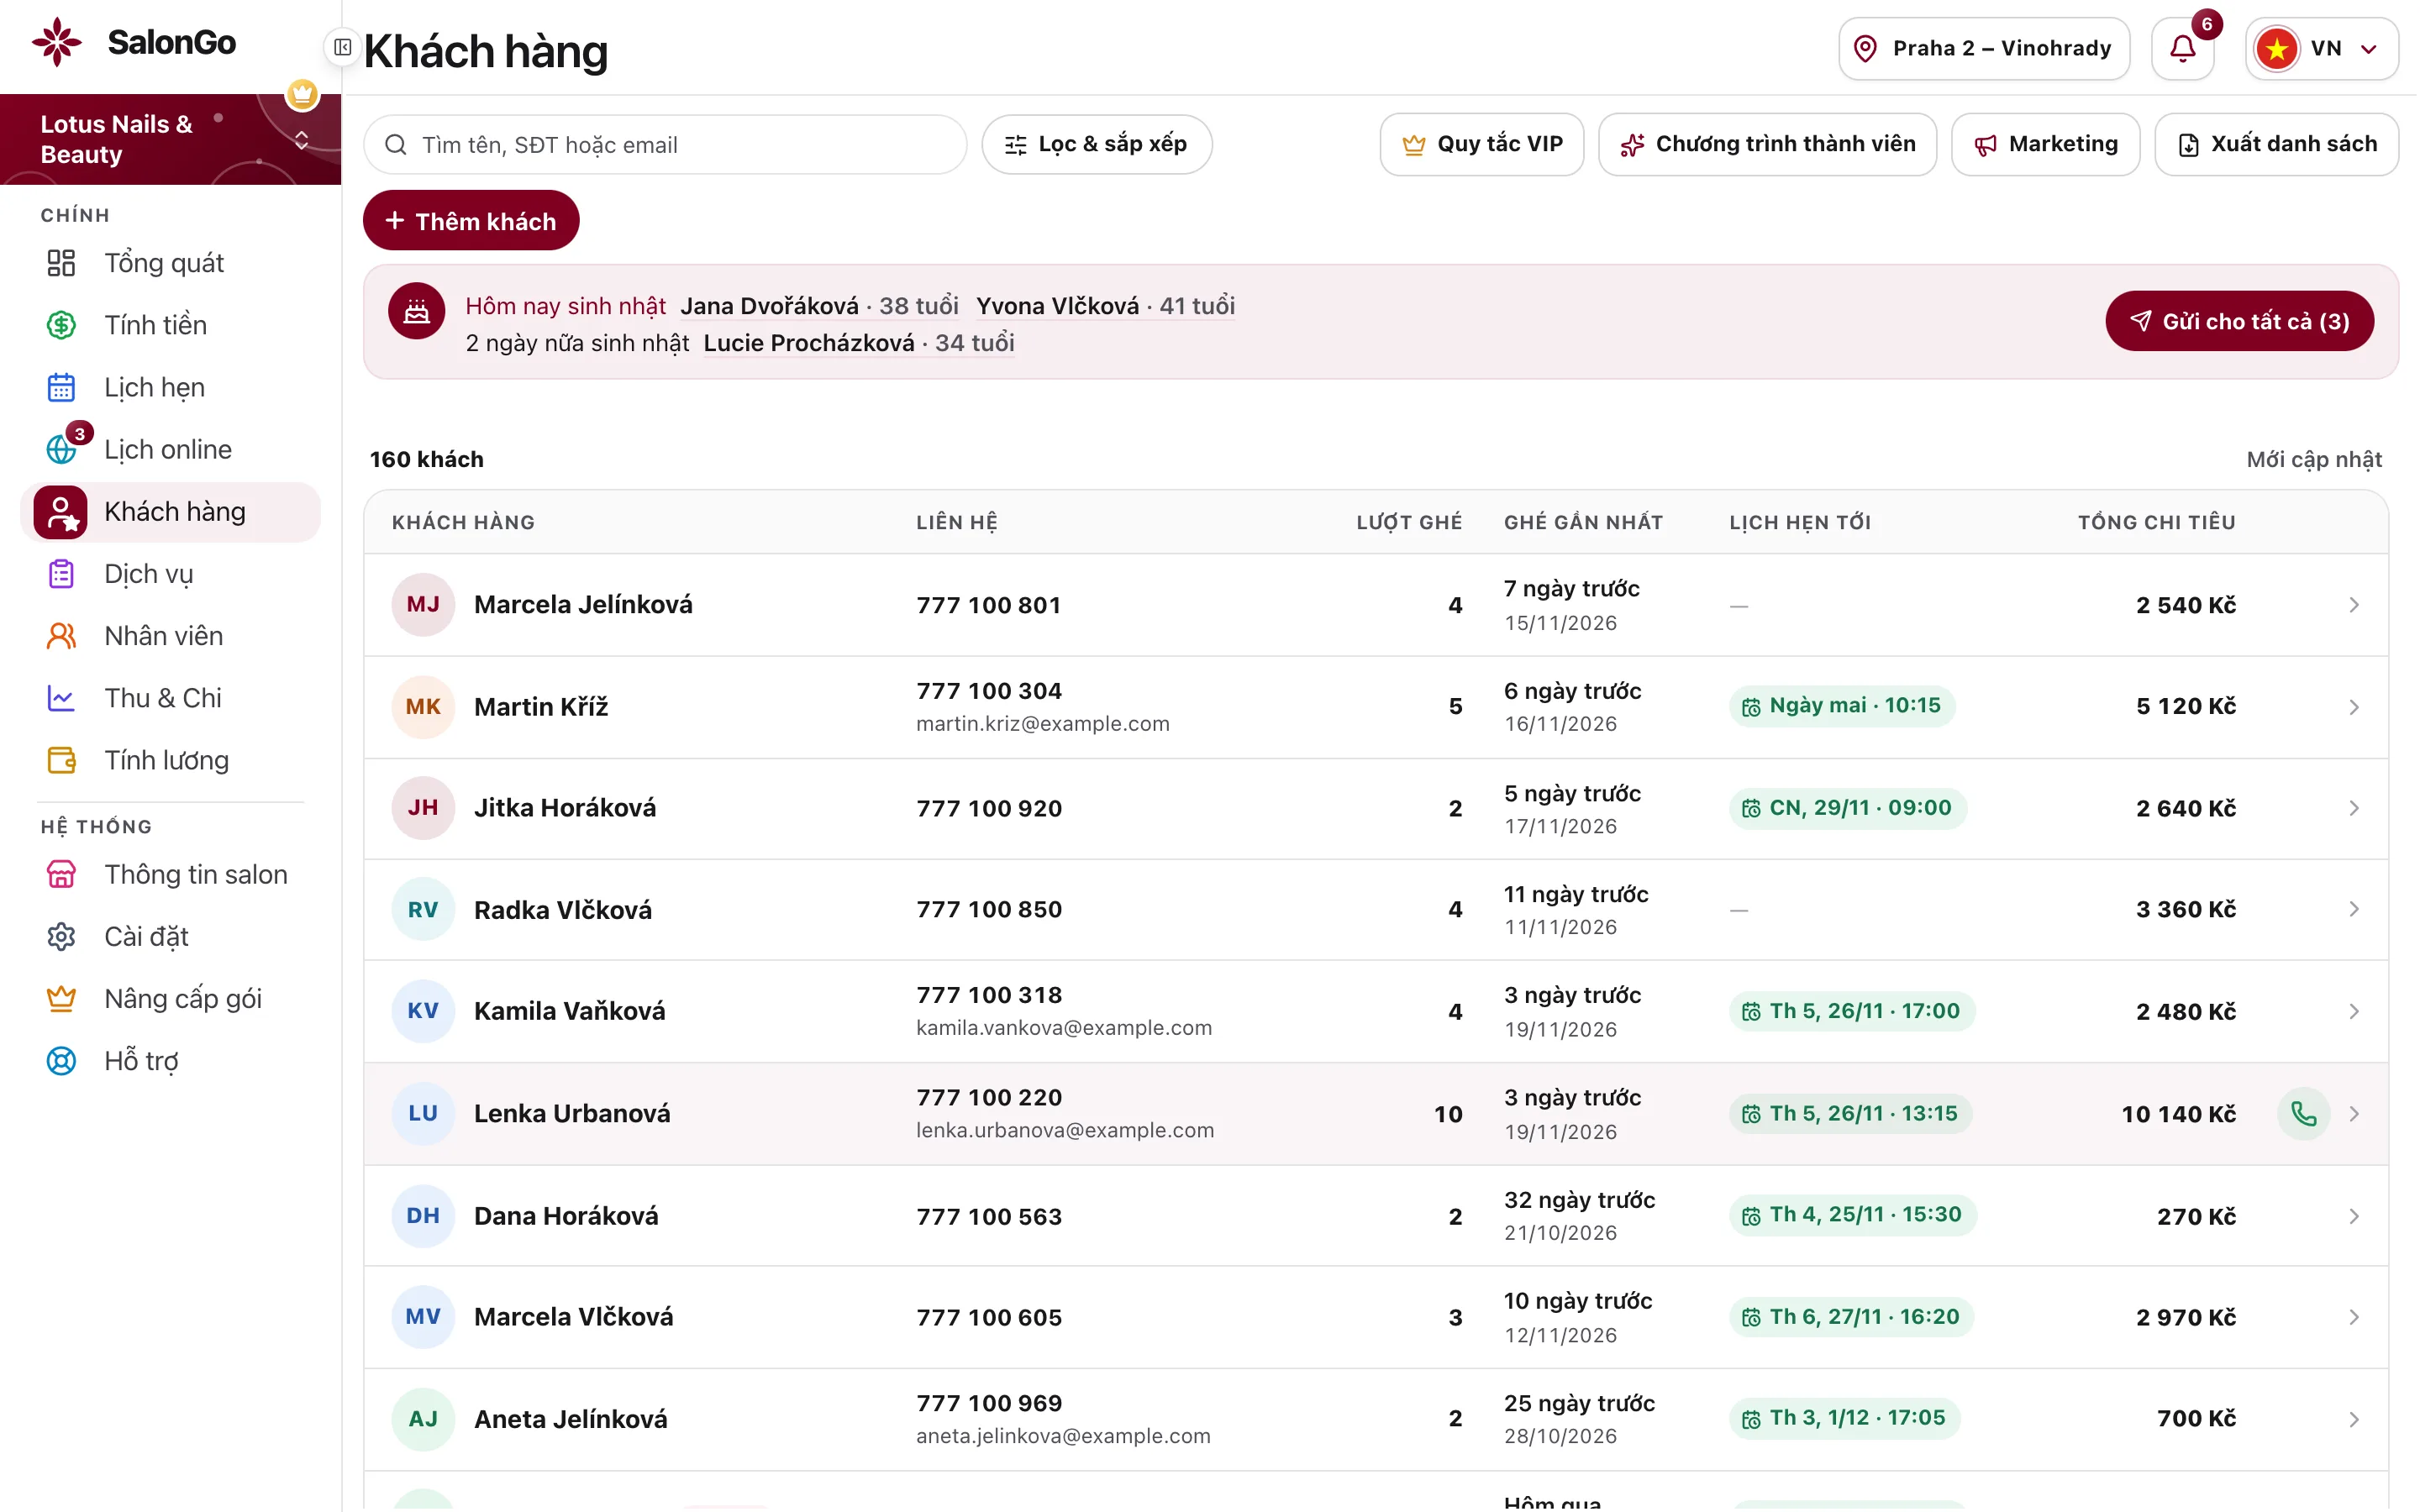 SalonGo
Lotus Nails &
Beauty
CHÍNH
Tổng quát
Tính tiền
Lịch hẹn
3
Lịch online
Khách hàng
Dịch vụ
Nhân viên
Thu & Chi
Tính lương
HỆ THỐNG
Thông tin salon
Cài đặt
Nâng cấp gói
Hỗ trợ
Khách hàng
Praha 2 – Vinohrady
6
VN
Tìm tên, SĐT hoặc email
Lọc & sắp xếp
Quy tắc VIP
Chương trình thành viên
Marketing
Xuất danh sách
+ Thêm khách
Hôm nay sinh nhật Jana Dvořáková · 38 tuổi Yvona Vlčková · 41 tuổi
2 ngày nữa sinh nhật Lucie Procházková · 34 tuổi
Gửi cho tất cả (3)
160 khách
Mới cập nhật
KHÁCH HÀNG LIÊN HỆ LƯỢT GHÉ GHÉ GẦN NHẤT LỊCH HẸN TỚI TỔNG CHI TIÊU
MJ Marcela Jelínková 777 100 801 4 7 ngày trước — 2 540 Kč
15/11/2026
MK Martin Kříž 777 100 304 5 6 ngày trước Ngày mai · 10:15 5 120 Kč
martin.kriz@example.com 16/11/2026
JH Jitka Horáková 777 100 920 2 5 ngày trước CN, 29/11 · 09:00 2 640 Kč
17/11/2026
RV Radka Vlčková 777 100 850 4 11 ngày trước — 3 360 Kč
11/11/2026
KV Kamila Vaňková 777 100 318 4 3 ngày trước Th 5, 26/11 · 17:00 2 480 Kč
kamila.vankova@example.com 19/11/2026
LU Lenka Urbanová 777 100 220 10 3 ngày trước Th 5, 26/11 · 13:15 10 140 Kč
lenka.urbanova@example.com 19/11/2026
DH Dana Horáková 777 100 563 2 32 ngày trước Th 4, 25/11 · 15:30 270 Kč
21/10/2026
MV Marcela Vlčková 777 100 605 3 10 ngày trước Th 6, 27/11 · 16:20 2 970 Kč
12/11/2026
AJ Aneta Jelínková 777 100 969 2 25 ngày trước Th 3, 1/12 · 17:05 700 Kč
aneta.jelinkova@example.com 28/10/2026
Hôm qua